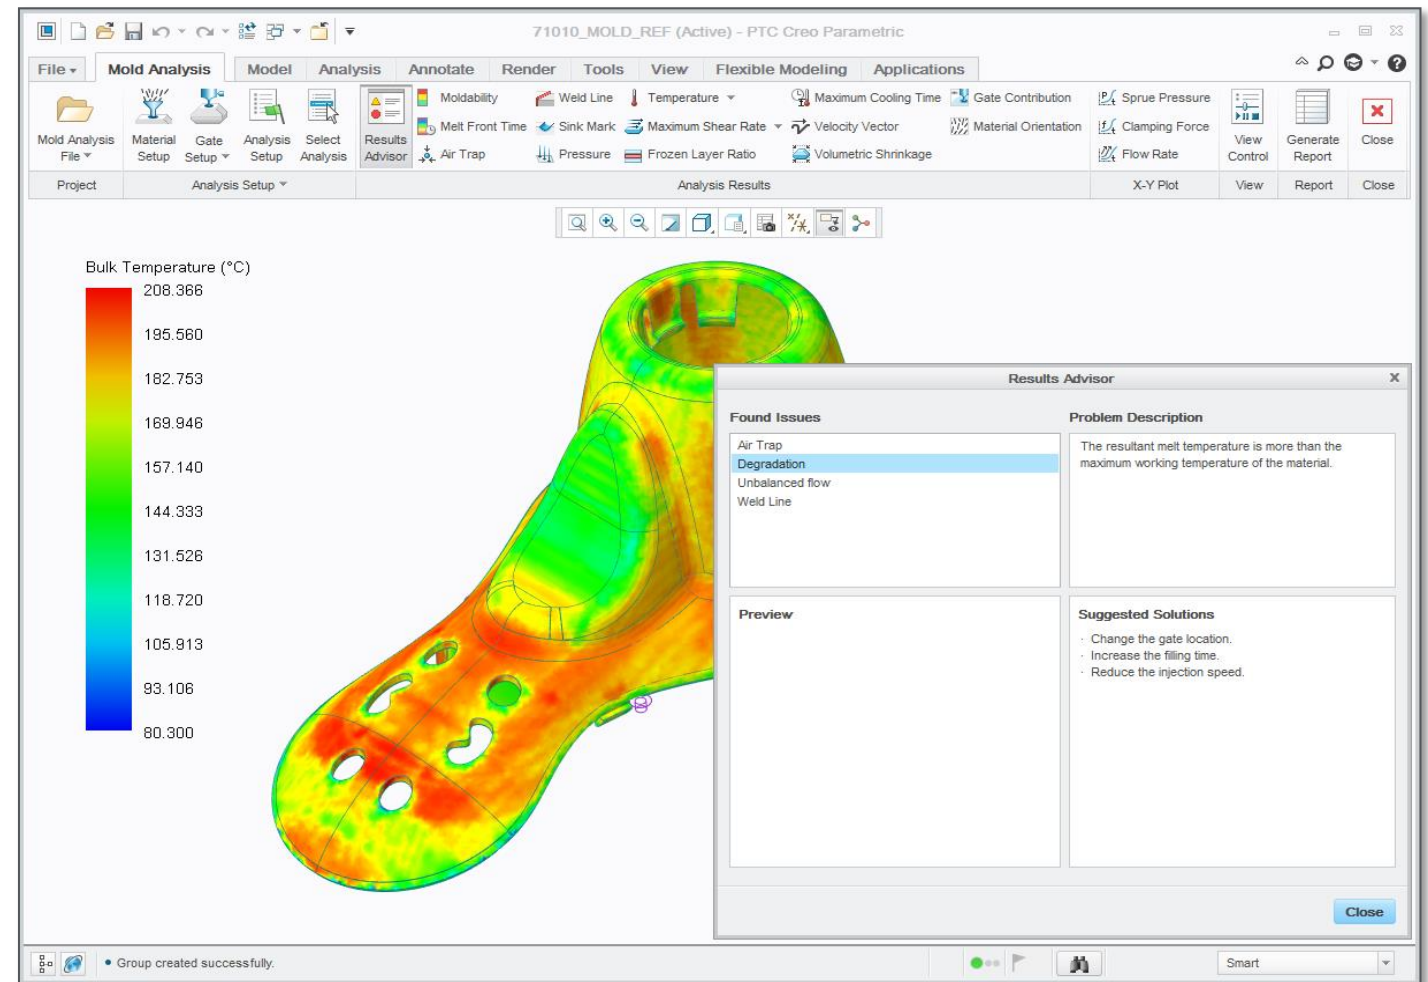 71010_MOLD_REF (Active) - PTC Creo Parametric
File Mold Analysis Model Analysis Annotate Render Tools View Flexible Modeling Applications
Mold Analysis File
Material Setup
Gate Setup
Analysis Setup
Select Analysis
Results Advisor
Moldability Weld Line Temperature Maximum Cooling Time Gate Contribution Sprue Pressure
Melt Front Time Sink Mark Maximum Shear Rate Velocity Vector Material Orientation Clamping Force
Air Trap Pressure Frozen Layer Ratio Volumetric Shrinkage Flow Rate
View Control
Generate Report
Close
Project Analysis Setup Analysis Results X-Y Plot View Report Close
Bulk Temperature (°C)
208.366
195.560
182.753
169.946
157.140
144.333
131.526
118.720
105.913
93.106
80.300
Results Advisor
Found Issues
Air Trap
Degradation
Unbalanced flow
Weld Line
Problem Description
The resultant melt temperature is more than the
maximum working temperature of the material.
Preview
Suggested Solutions
· Change the gate location.
· Increase the filling time.
· Reduce the injection speed.
Close
• Group created successfully.
Smart